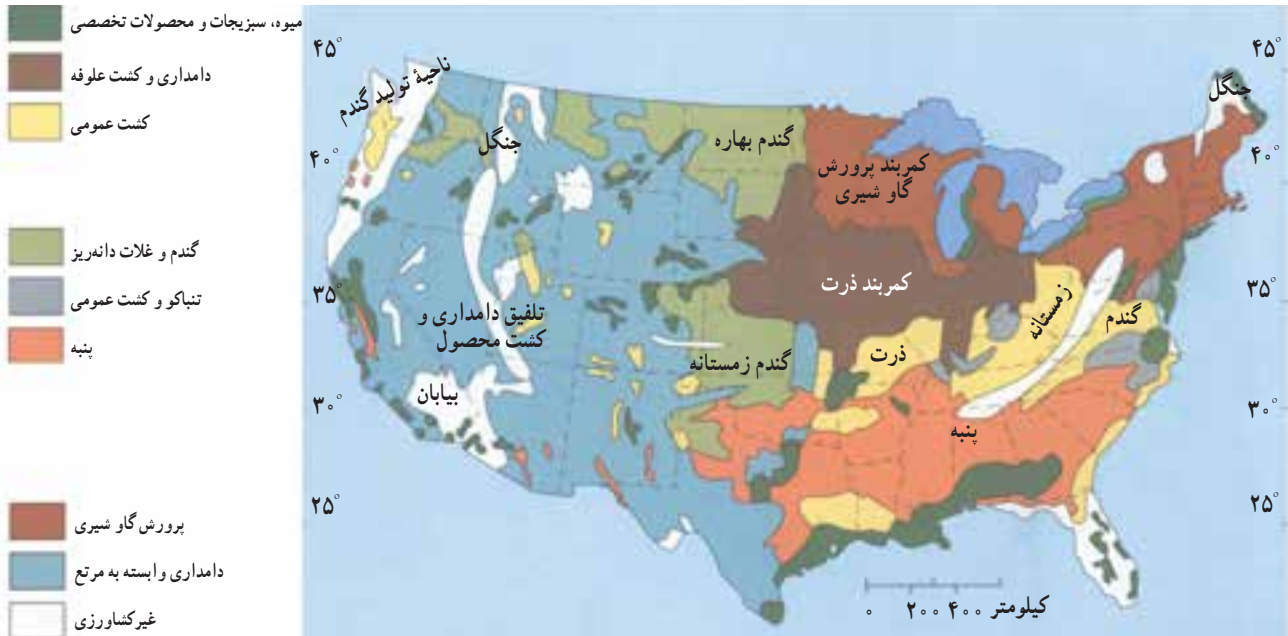 میوه، سبزیجات و محصولات تخصصی
دامداری و کشت علوفه
کشت عمومی
گندم و غلات دانه‌ریز
تنباکو و کشت عمومی
پنبه
پرورش گاو شیری
دامداری وابسته به مرتع
غیرکشاورزی
۴۵°
۴۵°
ناحیهٔ تولید گندم
جنگل
جنگل
گندم بهاره
کمربند پرورش
گاو شیری
۴۰°
۴۰°
کمربند ذرت
۳۵°
۳۵°
زمستانه
گندم
تلفیق دامداری و
کشت محصول
ذرت
گندم زمستانه
بیابان
۳۰°
۳۰°
پنبه
۲۵°
۲۵°
۰ ۲۰۰ ۴۰۰ کیلومتر